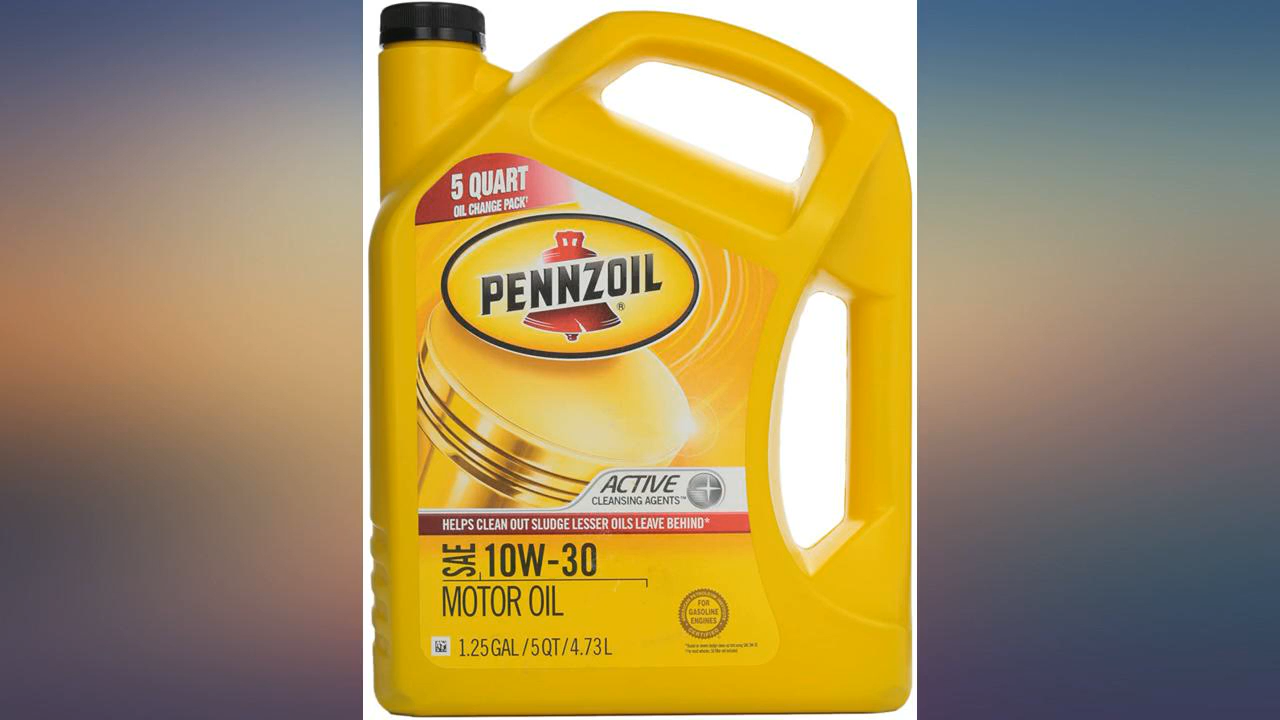 5 QUART
OIL CHANGE PACK†
PENNZOIL
®
ACTIVE
CLEANSING AGENTS™
HELPS CLEAN OUT SLUDGE LESSER OILS LEAVE BEHIND*
SAE 10W-30
MOTOR OIL
1.25 GAL / 5 QT / 4.73 L
FOR
GASOLINE
ENGINES
CERTIFIED